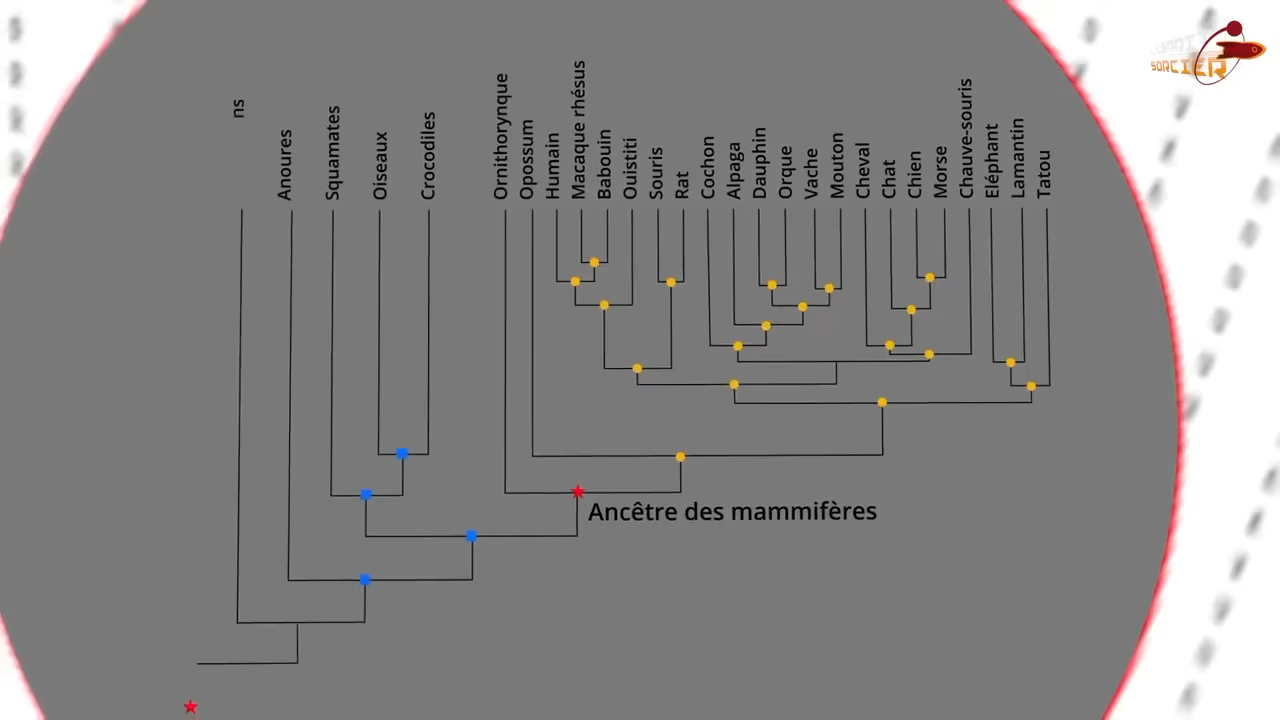 ns
Anoures
Squamates
Oiseaux
Crocodiles
Ornithorynque
Opossum
Humain
Macaque rhésus
Babouin
Ouistiti
Souris
Rat
Cochon
Alpaga
Dauphin
Orque
Vache
Mouton
Cheval
Chat
Chien
Morse
Chauve-souris
Eléphant
Lamantin
Tatou
Ancêtre des mammifères
SORCIER